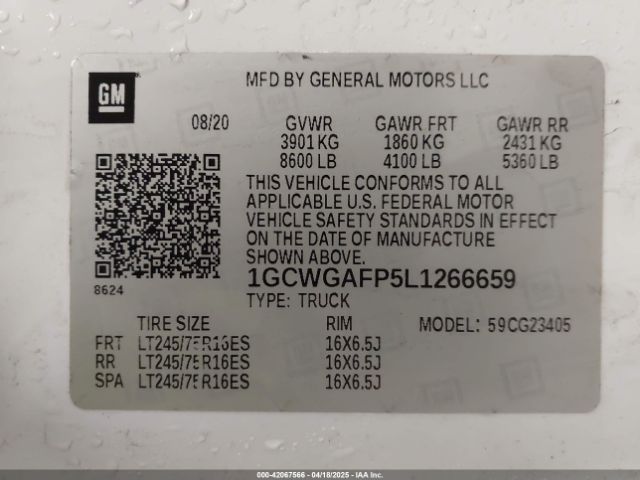 GM
MFD BY GENERAL MOTORS LLC
08/20 GVWR GAWR FRT GAWR RR
3901 KG 1860 KG 2431 KG
8600 LB 4100 LB 5360 LB
THIS VEHICLE CONFORMS TO ALL
APPLICABLE U.S. FEDERAL MOTOR
VEHICLE SAFETY STANDARDS IN EFFECT
ON THE DATE OF MANUFACTURE
SHOWN ABOVE.
8624
1GCWGAFP5L1266659
TYPE: TRUCK
TIRE SIZE RIM MODEL: 59CG23405
FRT LT245/75R16ES 16X6.5J
RR LT245/75R16ES 16X6.5J
SPA LT245/75R16ES 16X6.5J
000-42067566 - 04/18/2025 - IAA, Inc.